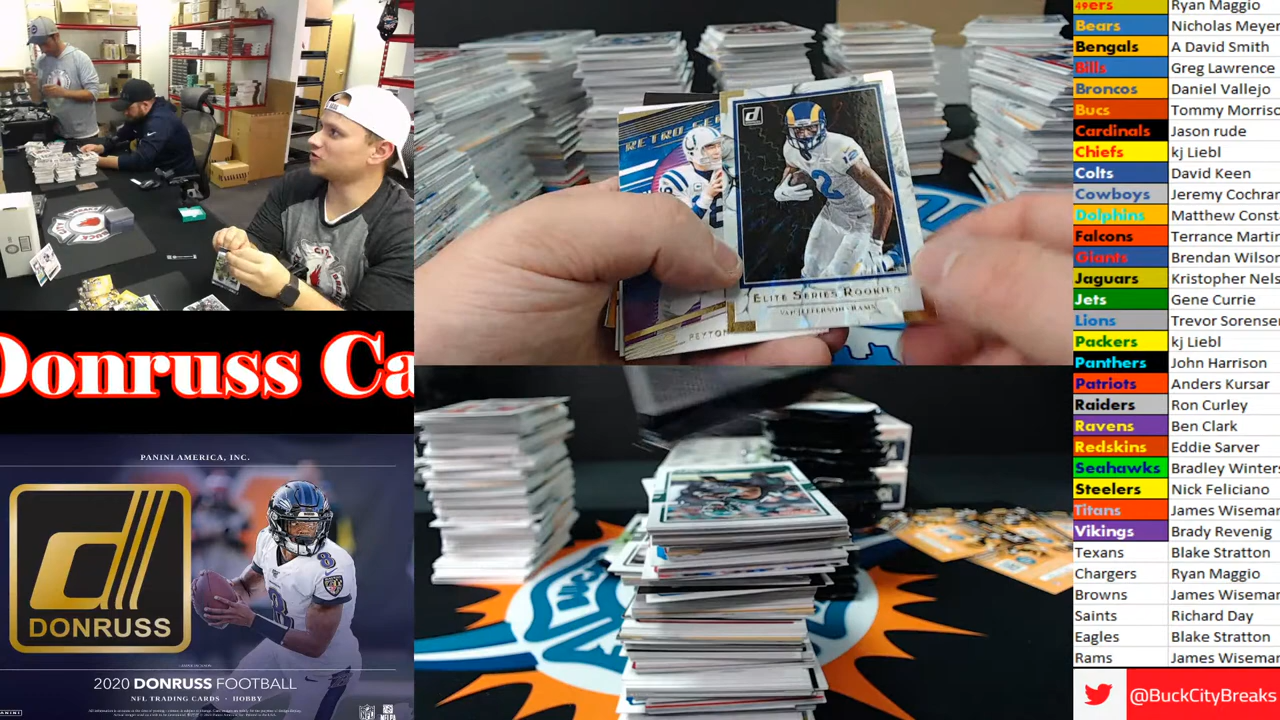 Donruss Ca
PANINI AMERICA, INC.
d
DONRUSS
2020 DONRUSS FOOTBALL
NFL TRADING CARDS • HOBBY
PANINI
NFL
RETRO SE
PEYTON
ELITE SERIES ROOKIES
VAN JEFFERSON | RAMS
49ers Ryan Maggio
Bears Nicholas Meyer
Bengals A David Smith
Bills Greg Lawrence
Broncos Daniel Vallejo
Bucs Tommy Morriso
Cardinals Jason rude
Chiefs kj Liebl
Colts David Keen
Cowboys Jeremy Cochran
Dolphins Matthew Const
Falcons Terrance Martin
Giants Brendan Wilson
Jaguars Kristopher Nels
Jets Gene Currie
Lions Trevor Sorensen
Packers kj Liebl
Panthers John Harrison
Patriots Anders Kursar
Raiders Ron Curley
Ravens Ben Clark
Redskins Eddie Sarver
Seahawks Bradley Winters
Steelers Nick Feliciano
Titans James Wiseman
Vikings Brady Revenig
Texans Blake Stratton
Chargers Ryan Maggio
Browns James Wiseman
Saints Richard Day
Eagles Blake Stratton
Rams James Wiseman
@BuckCityBreaks